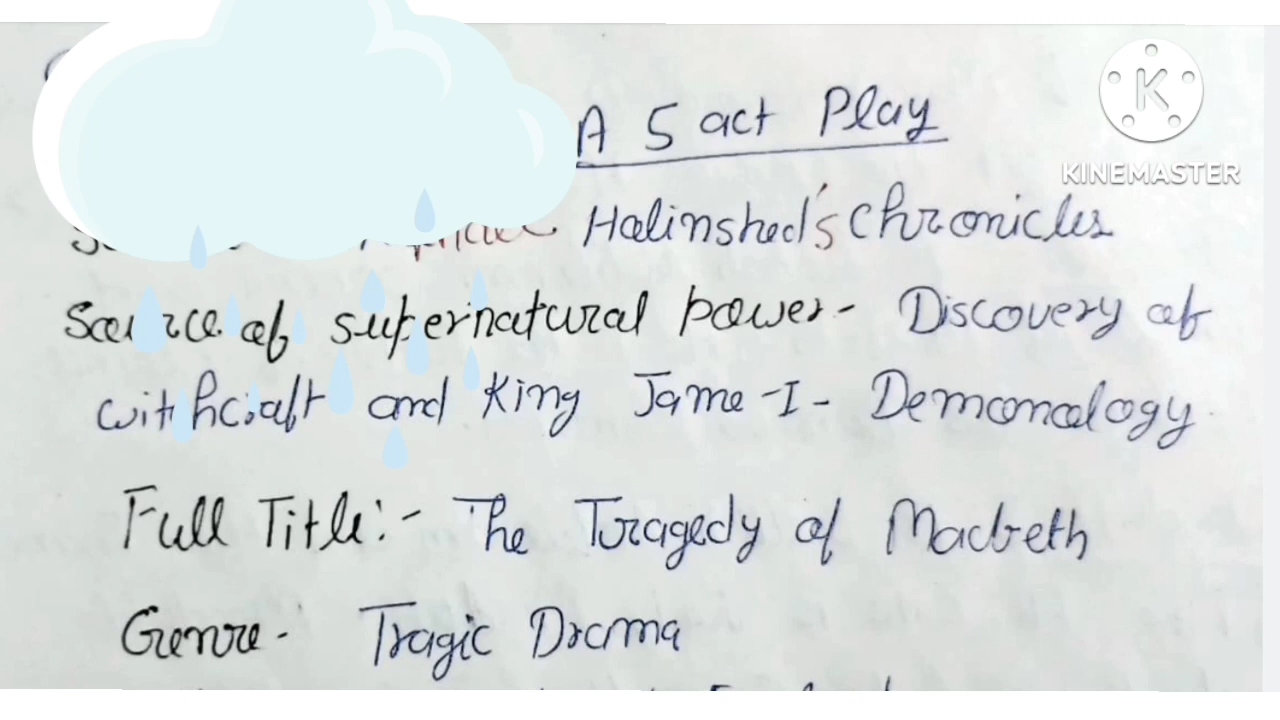 A 5 act Play
KINEMASTER
Halinshed's Chronicles
Source of supernatural power - Discovery of
witchcraft and King Jame-I- Demonology
Full Title:- The Tragedy of Macbeth
Genre- Tragic Drama